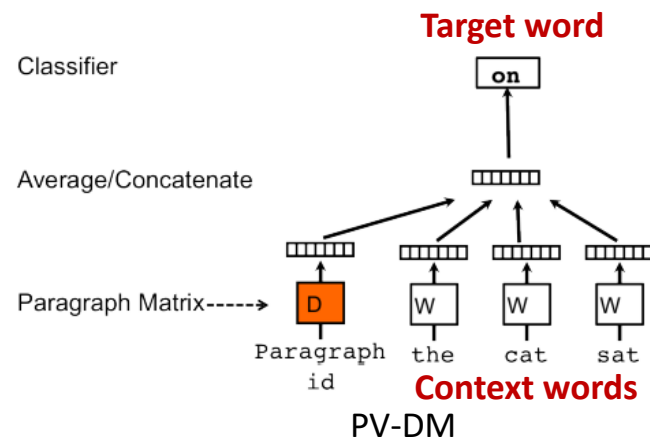 Target word
Classifier
on
Average/Concatenate
Paragraph Matrix
D
W
W
W
Paragraph
id
the
cat
sat
Context words
PV-DM